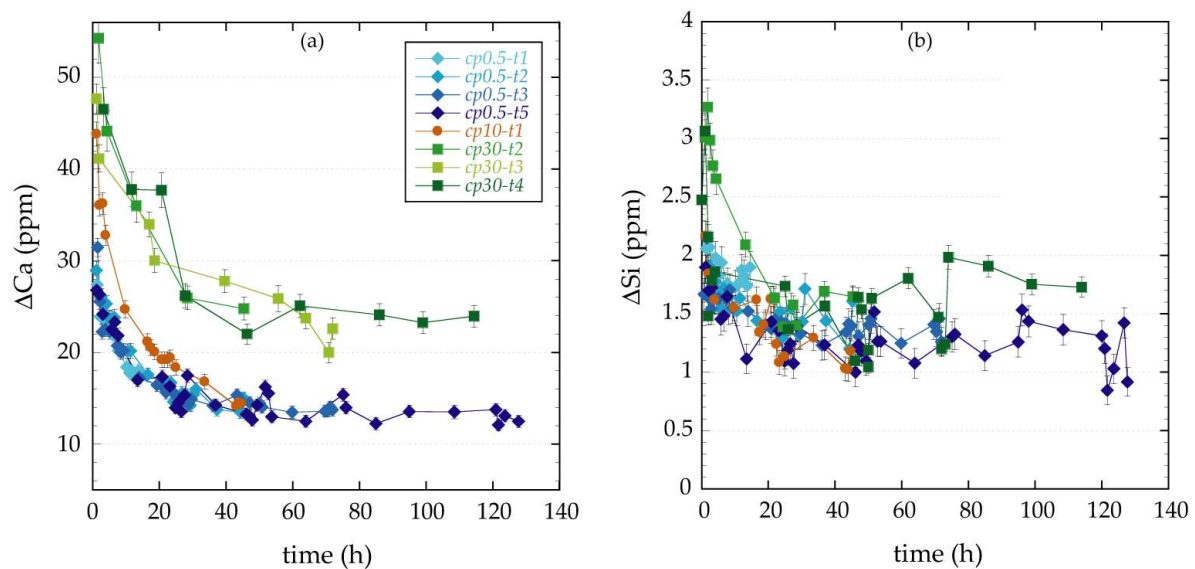 (a)
ΔCa (ppm)
50
40
30
20
10
0 20 40 60 80 100 120 140
time (h)
cp0.5-t1
cp0.5-t2
cp0.5-t3
cp0.5-t5
cp10-t1
cp30-t2
cp30-t3
cp30-t4
(b)
ΔSi (ppm)
4
3.5
3
2.5
2
1.5
1
0.5
0
0 20 40 60 80 100 120 140
time (h)